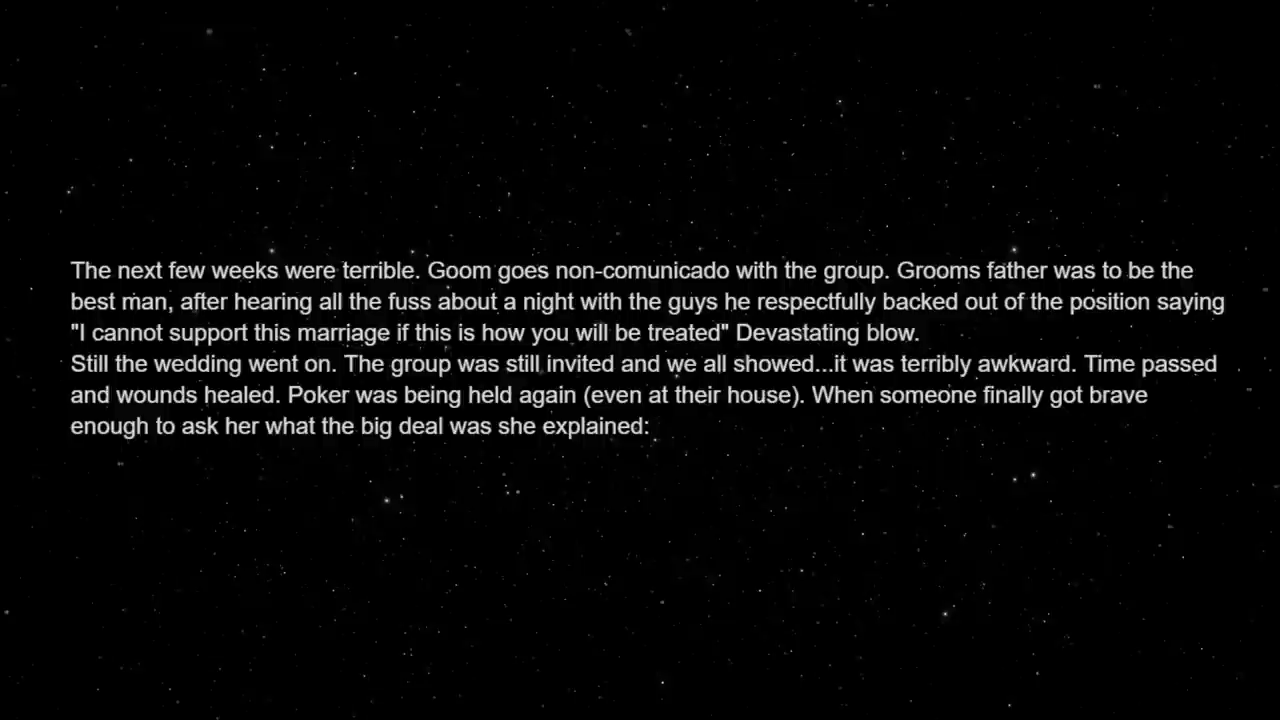 The next few weeks were terrible. Goom goes non-comunicado with the group. Grooms father was to be the
best man, after hearing all the fuss about a night with the guys he respectfully backed out of the position saying
"I cannot support this marriage if this is how you will be treated" Devastating blow.
Still the wedding went on. The group was still invited and we all showed...it was terribly awkward. Time passed
and wounds healed. Poker was being held again (even at their house). When someone finally got brave
enough to ask her what the big deal was she explained: